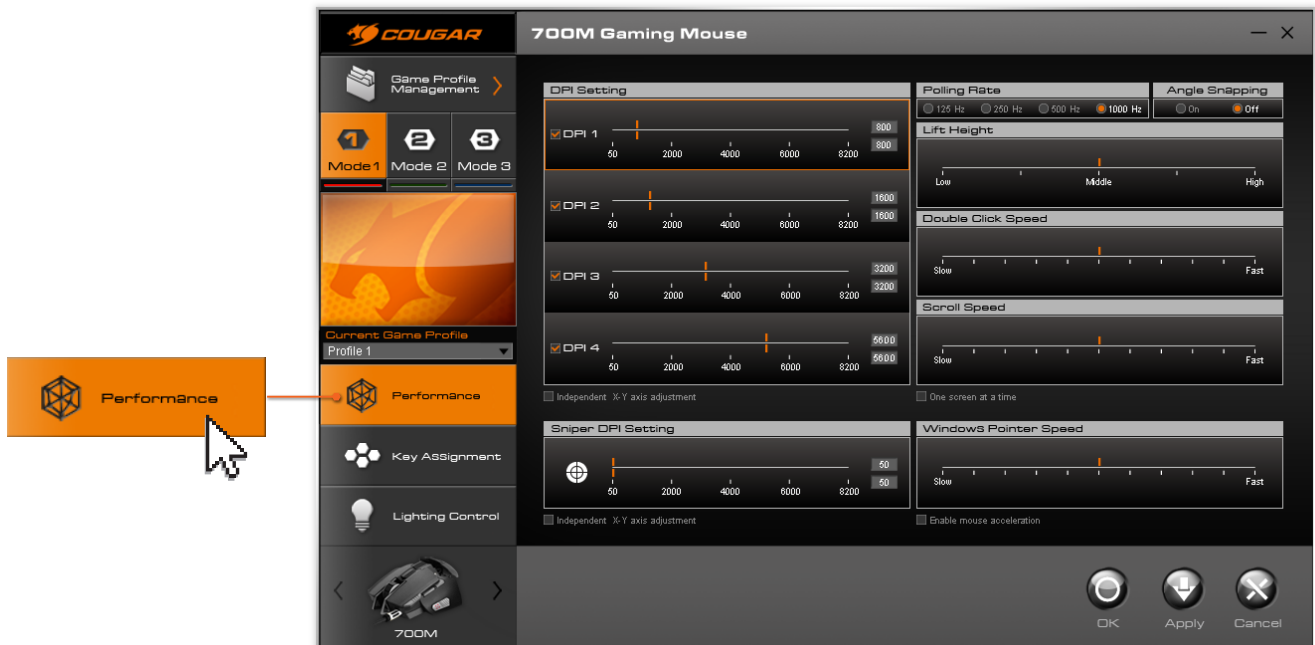 COUGAR
700M Gaming Mouse
Game Profile
Management
1
2
3
Mode1
Mode 2
Mode 3
Current Game Profile
Profile 1
Performance
Performance
Key Assignment
Lighting Control
700M
DPI Setting
DPI 1
800
800
50 2000 4000 6000 8200
DPI 2
1600
1600
50 2000 4000 6000 8200
DPI 3
3200
3200
50 2000 4000 6000 8200
DPI 4
5600
5600
50 2000 4000 6000 8200
Independent X-Y axis adjustment
Sniper DPI Setting
50
50
50 2000 4000 6000 8200
Independent X-Y axis adjustment
Polling Rate
125 Hz 250 Hz 500 Hz 1000 Hz
Angle Snapping
On Off
Lift Height
Low Middle High
Double Click Speed
Slow Fast
Scroll Speed
Slow Fast
One screen at a time
Windows Pointer Speed
Slow Fast
Enable mouse acceleration
OK Apply Cancel